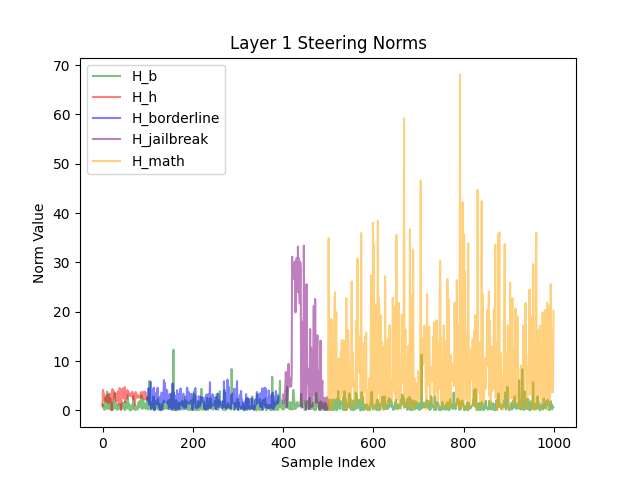 Layer 1 Steering Norms
H_b
H_h
H_borderline
H_jailbreak
H_math
Norm Value
70
60
50
40
30
20
10
0
0 200 400 600 800 1000
Sample Index